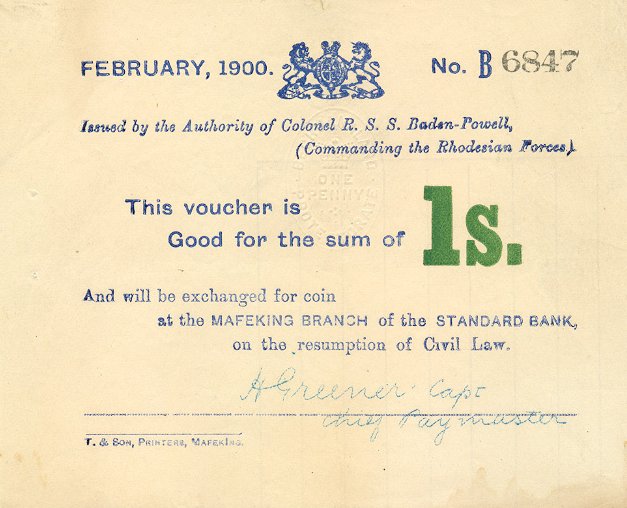 FEBRUARY, 1900.
No. B 6847
Issued by the Authority of Colonel R. S. S. Baden-Powell,
(Commanding the Rhodesian Forces).
ONE
PENNY
This voucher is
Good for the sum of 1s.
And will be exchanged for coin
at the MAFEKING BRANCH of the STANDARD BANK,
on the resumption of Civil Law.
H Greener Capt
Chief Paymaster
T. & SON, PRINTERS, MAFEKING.